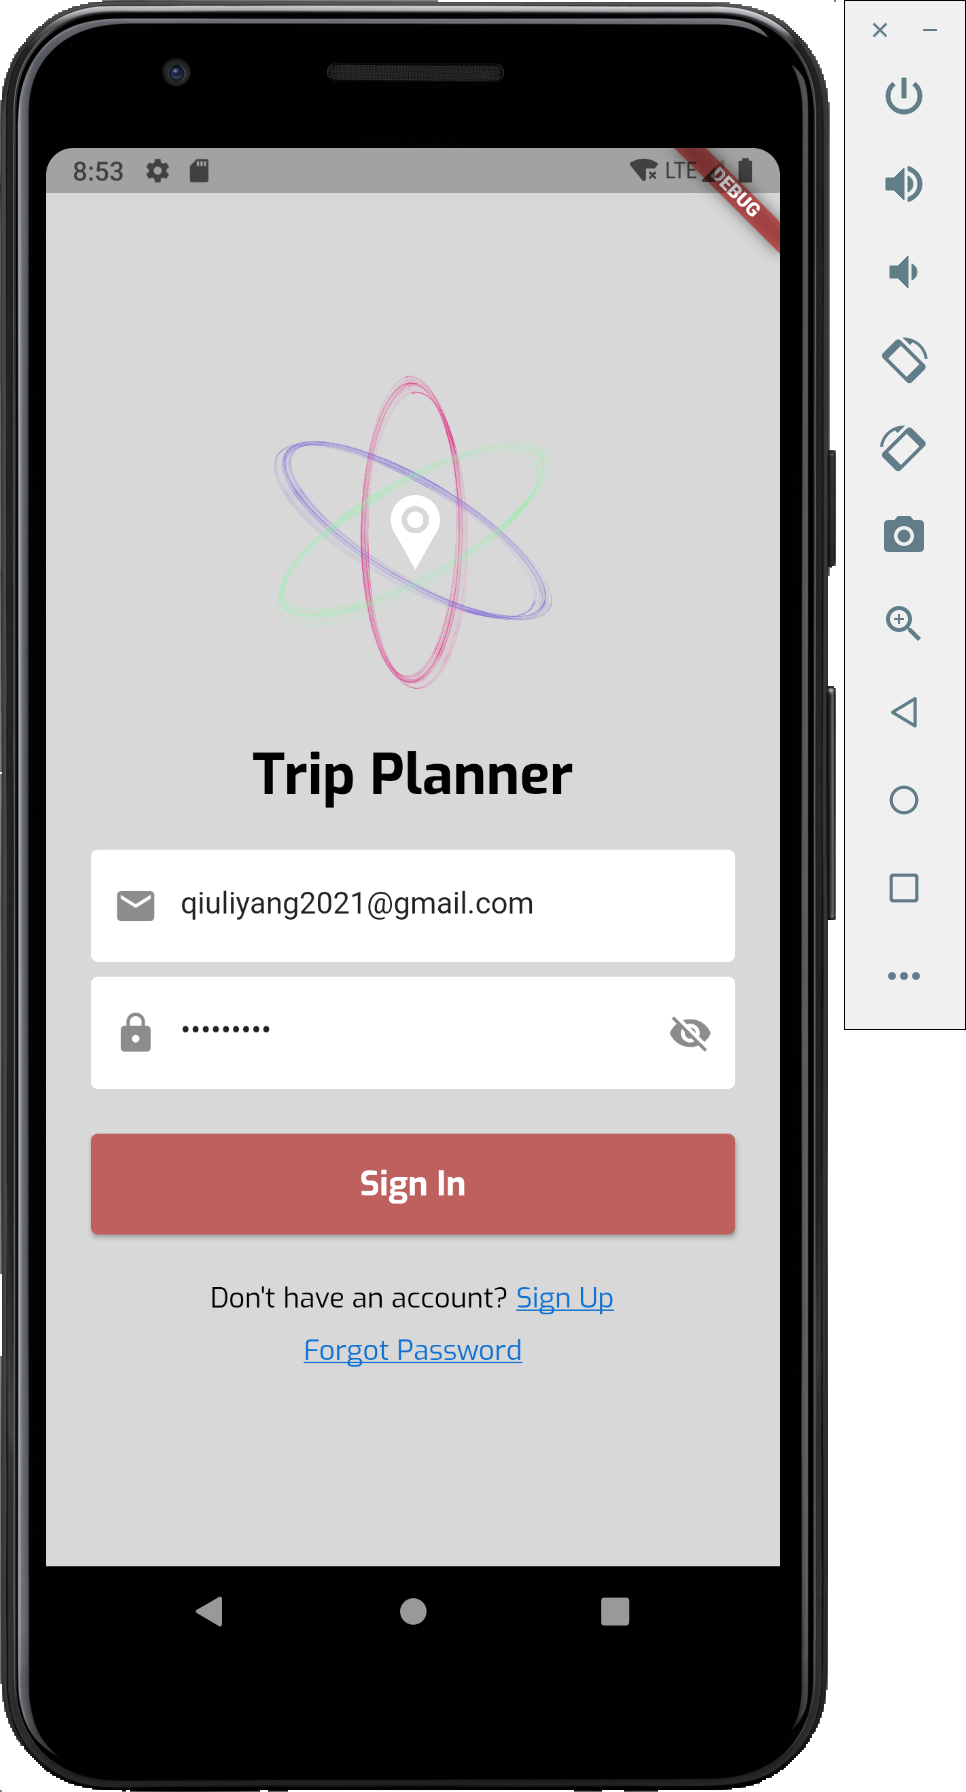 8:53 LTE
DEBUG
Trip Planner
qiuliyang2021@gmail.com
•••••••••
Sign In
Don't have an account? Sign Up
Forgot Password